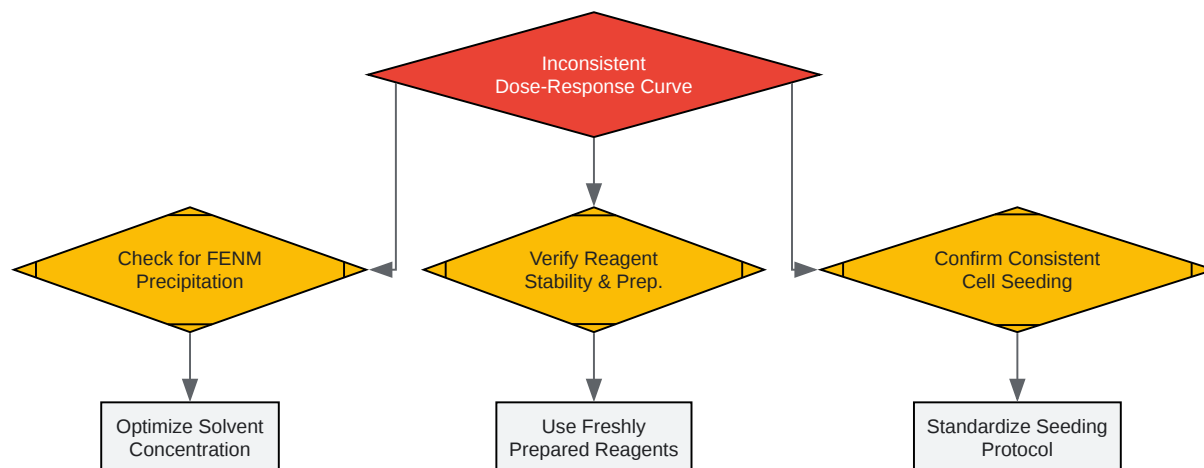 Inconsistent
Dose-Response Curve
Check for FENM
Precipitation
Verify Reagent
Stability & Prep.
Confirm Consistent
Cell Seeding
Optimize Solvent
Concentration
Use Freshly
Prepared Reagents
Standardize Seeding
Protocol